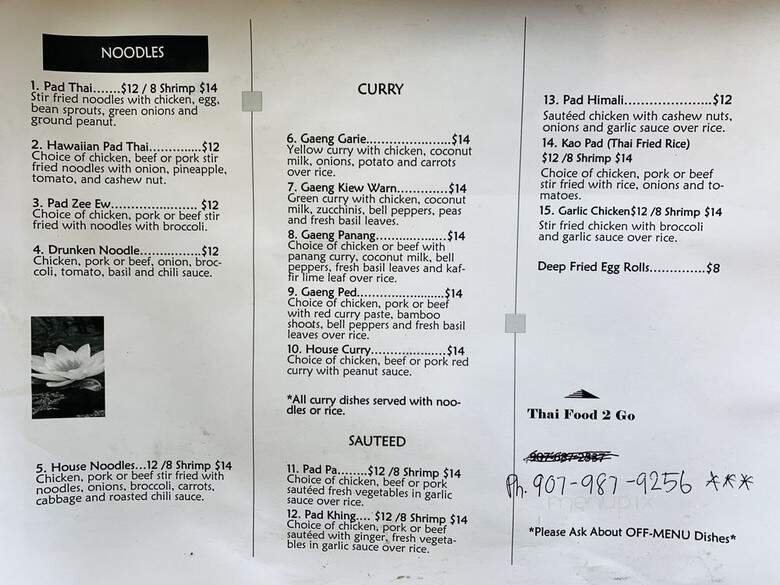 NOODLES
1. Pad Thai.......$12 / 8 Shrimp $14
Stir fried noodles with chicken, egg,
bean sprouts, green onions and
ground peanut.
2. Hawaiian Pad Thai...............$12
Choice of chicken, beef or pork stir
fried noodles with onion, pineapple,
tomato, and cashew nut.
3. Pad Zee Ew........................ $12
Choice of chicken, pork or beef stir
fried with noodles with broccoli.
4. Drunken Noodle.................$12
Chicken, pork or beef, onion, broc-
coli, tomato, basil and chili sauce.
5. House Noodles...12 /8 Shrimp $14
Chicken, pork or beef stir fried with
noodles, onions, broccoli, carrots,
cabbage and roasted chili sauce.
CURRY
6. Gaeng Garie.......................$14
Yellow curry with chicken, coconut
milk, onions, potato and carrots
over rice.
7. Gaeng Kiew Warn..............$14
Green curry with chicken, coconut
milk, zucchinis, bell peppers, peas
and fresh basil leaves.
8. Gaeng Panang....................$14
Choice of chicken or beef with
panang curry, coconut milk, bell
peppers, fresh basil leaves and kaf-
fir lime leaf over rice.
9. Gaeng Ped.........................$14
Choice of chicken, pork or beef
with red curry paste, bamboo
shoots, bell peppers and fresh basil
leaves over rice.
10. House Curry.....................$14
Choice of chicken, beef or pork red
curry with peanut sauce.
*All curry dishes served with noo-
dles or rice.
SAUTEED
11. Pad Pa........$12 /8 Shrimp $14
Choice of chicken, beef or pork
sautéed fresh vegetables in garlic
sauce over rice.
12. Pad Khing.... $12 /8 Shrimp $14
Choice of chicken, pork or beef
sautéed with ginger, fresh vegeta-
bles in garlic sauce over rice.
13. Pad Himali.......................$12
Sautéed chicken with cashew nuts,
onions and garlic sauce over rice.
14. Kao Pad (Thai Fried Rice)
$12 /8 Shrimp $14
Choice of chicken, pork or beef
stir fried with rice, onions and to-
matoes.
15. Garlic Chicken$12 /8 Shrimp $14
Stir fried chicken with broccoli
and garlic sauce over rice.
Deep Fried Egg Rolls..............$8
Thai Food 2 Go
907-687-2887
Ph. 907-987-9256 ***
menupix
*Please Ask About OFF-MENU Dishes*